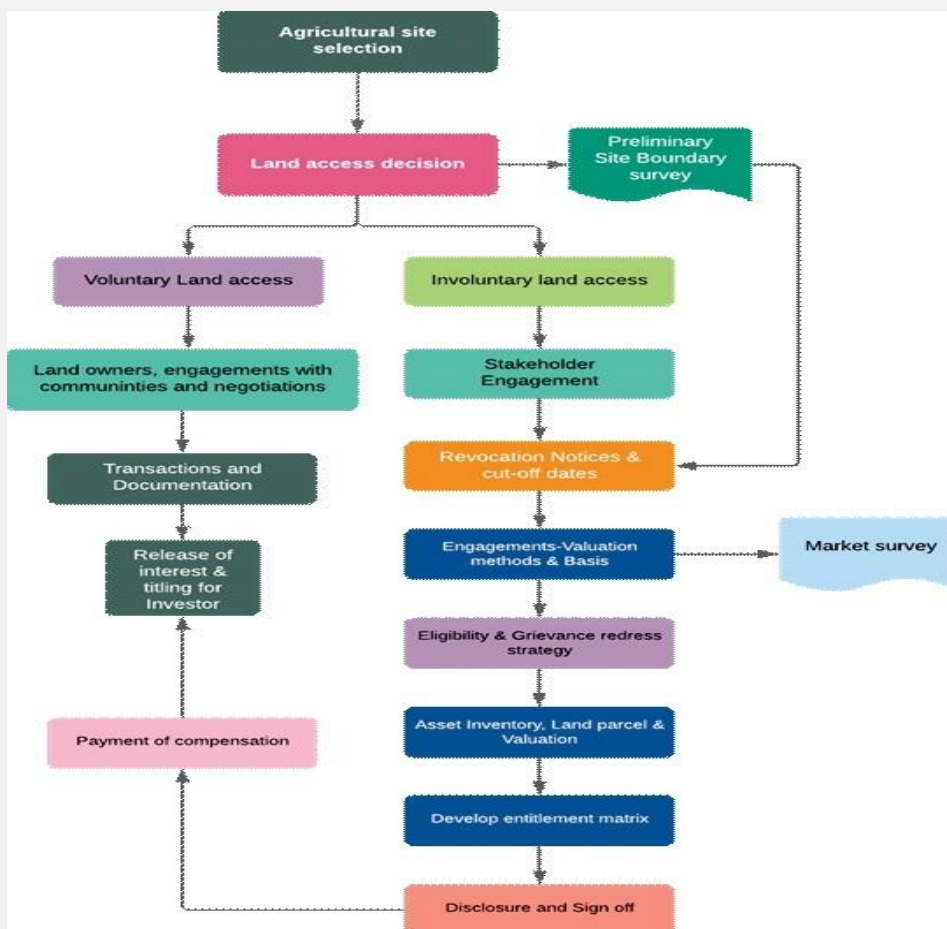 Agricultural site
selection
Land access decision
Preliminary
Site Boundary
survey
Voluntary Land access
Involuntary land access
Land owners, engagements with
communinties and negotiations
Stakeholder
Engagement
Transactions and
Documentation
Revocation Notices &
cut-off dates
Release of
interest &
titling for
Investor
Engagements-Valuation
methods & Basis
Market survey
Eligibility & Grievance redress
strategy
Asset Inventory, Land parcel &
Valuation
Payment of compensation
Develop entitlement matrix
Disclosure and Sign off